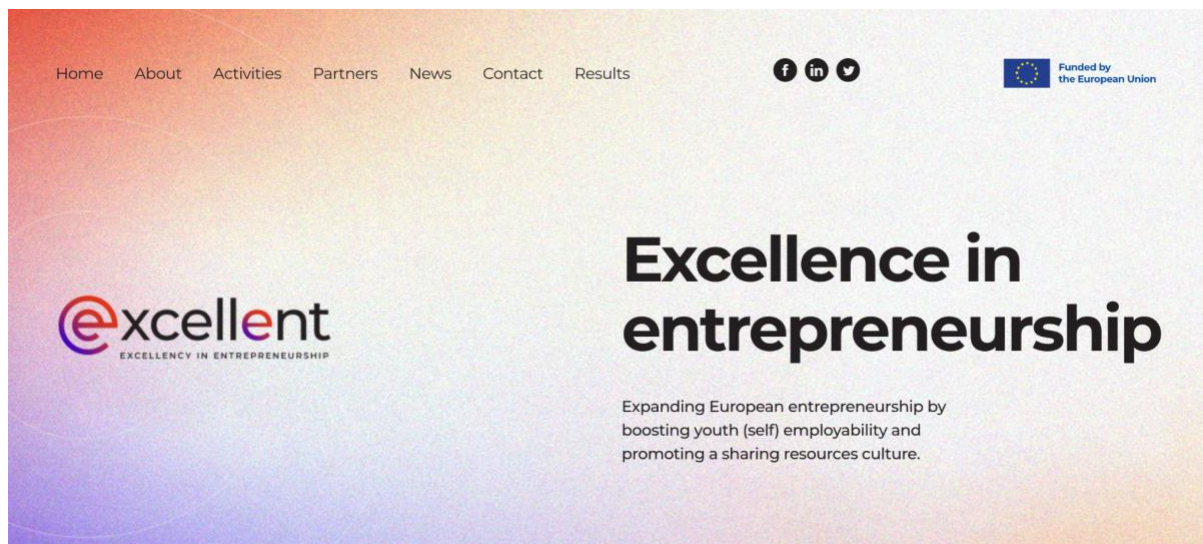 Home About Activities Partners News Contact Results
Funded by
the European Union
excellent
EXCELLENCY IN ENTREPRENEURSHIP
Excellence in
entrepreneurship
Expanding European entrepreneurship by
boosting youth (self) employability and
promoting a sharing resources culture.